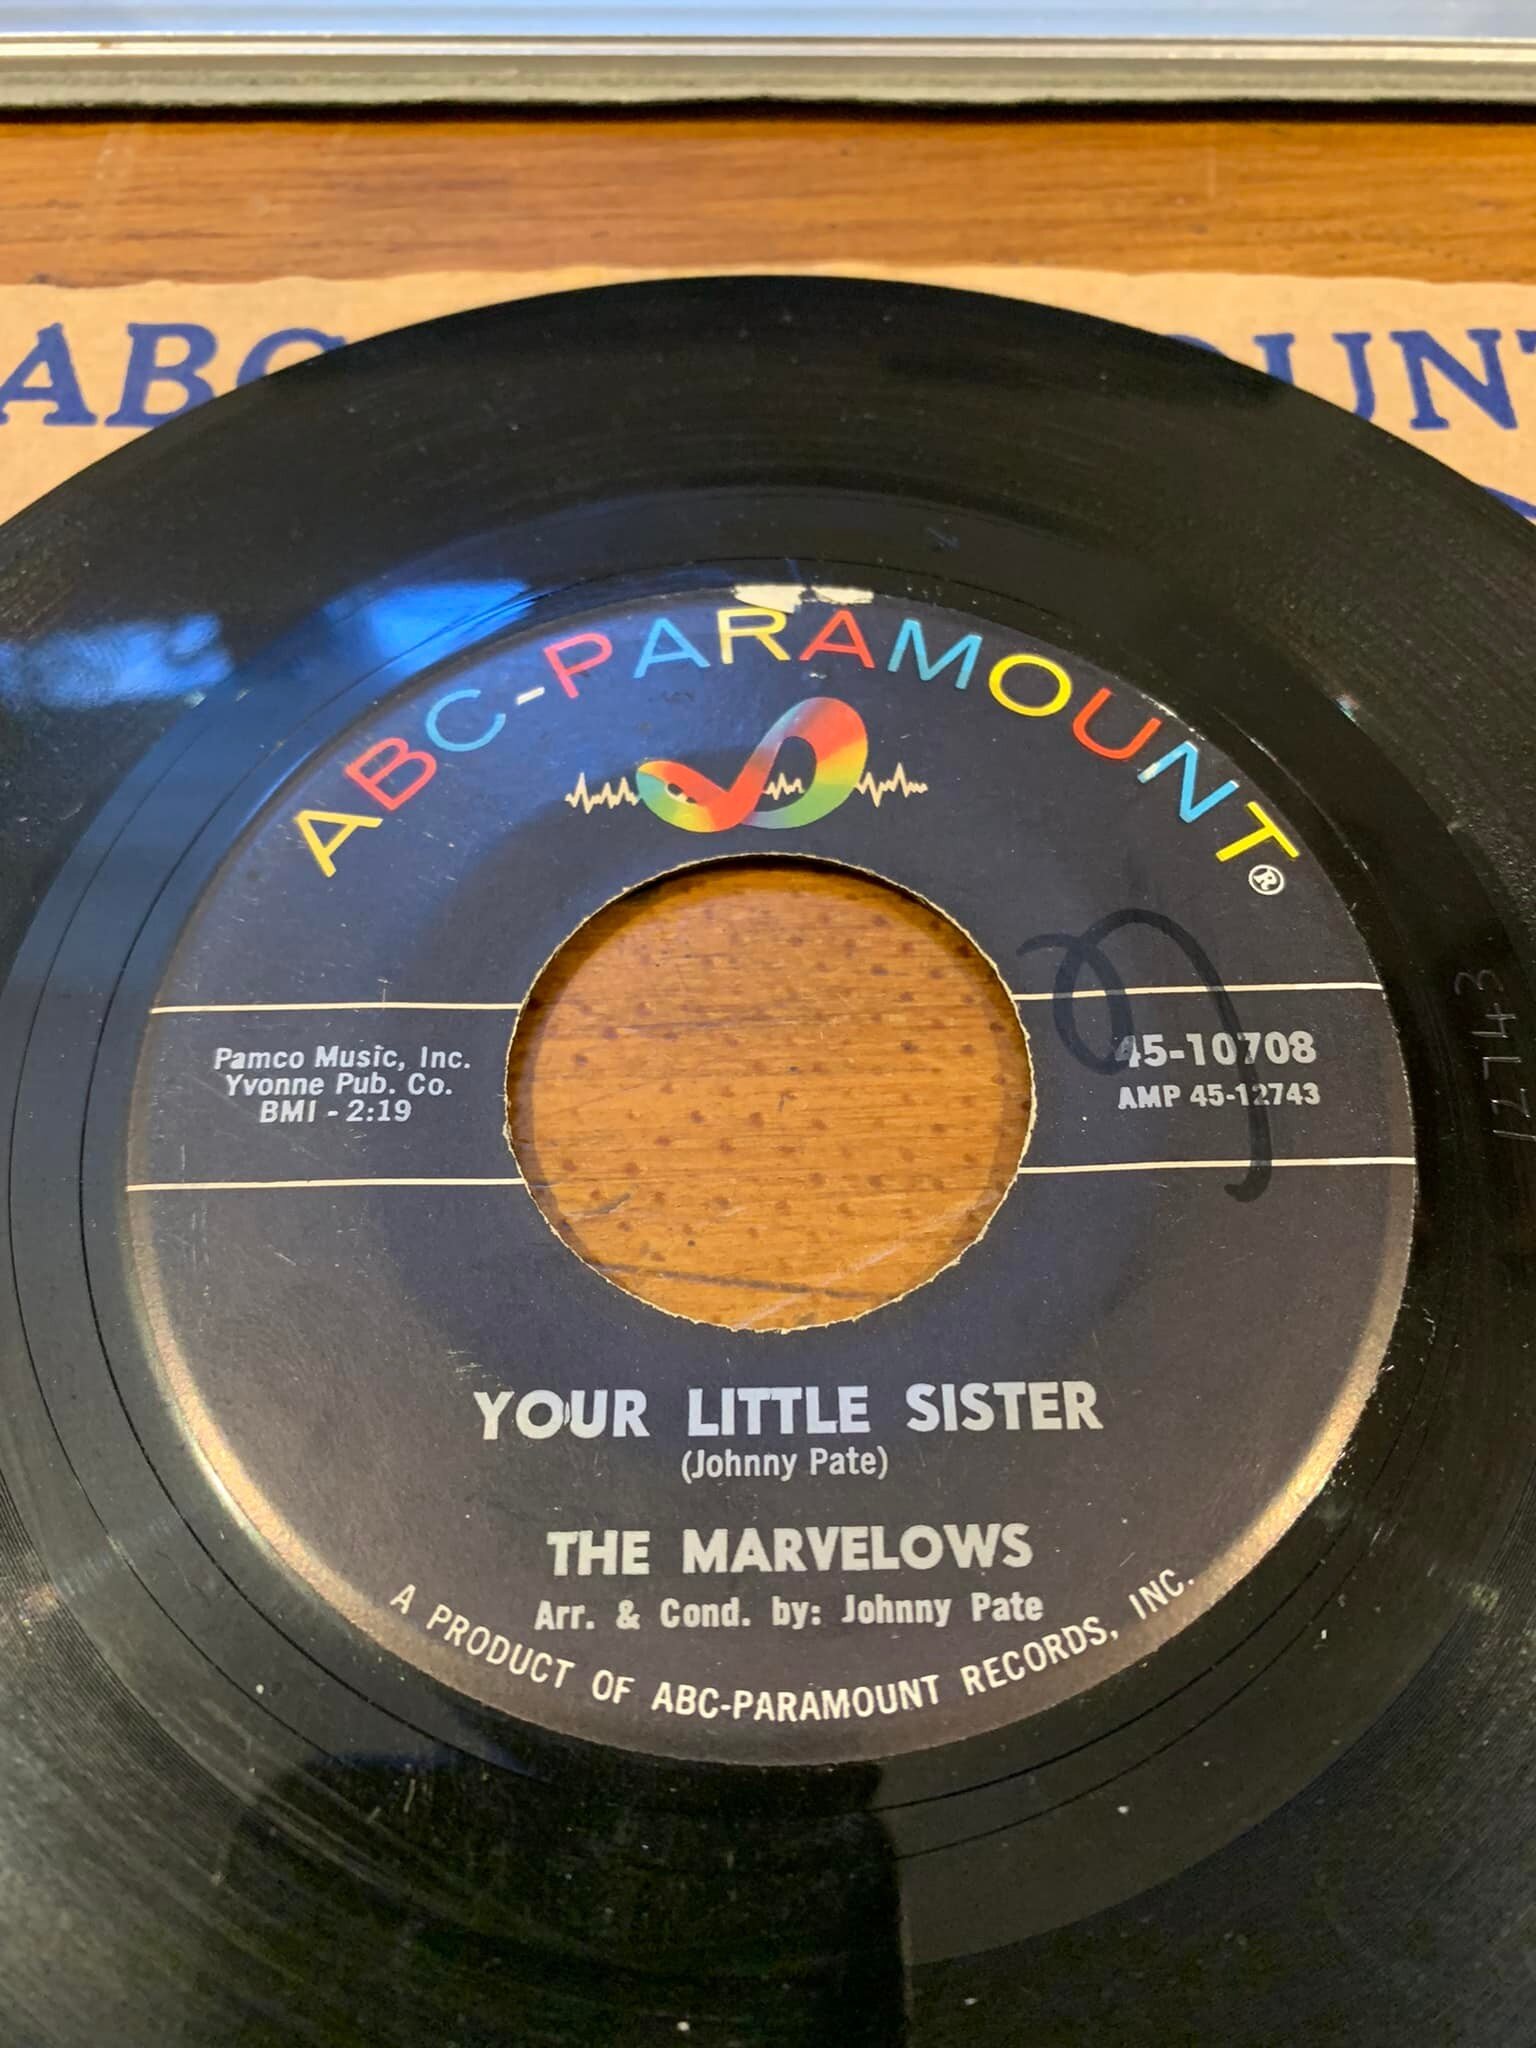 ABC-PARAMOUNT®
Pamco Music, Inc.
Yvonne Pub. Co.
BMI - 2:19
45-10708
AMP 45-12743
12743
YOUR LITTLE SISTER
(Johnny Pate)
THE MARVELOWS
Arr. & Cond. by: Johnny Pate
A PRODUCT OF ABC-PARAMOUNT RECORDS, INC.